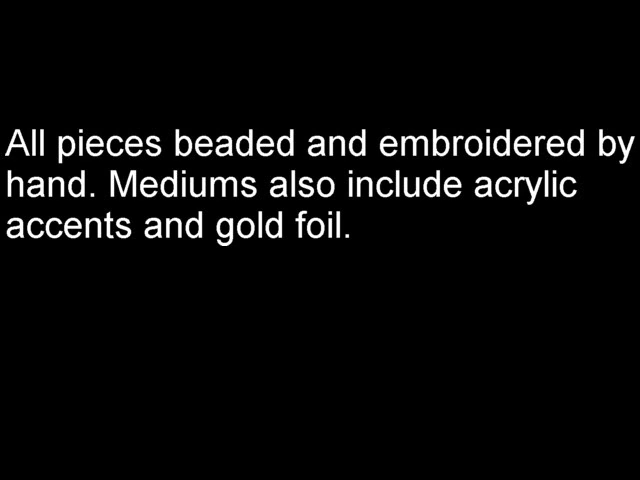 All pieces beaded and embroidered by
hand. Mediums also include acrylic
accents and gold foil.